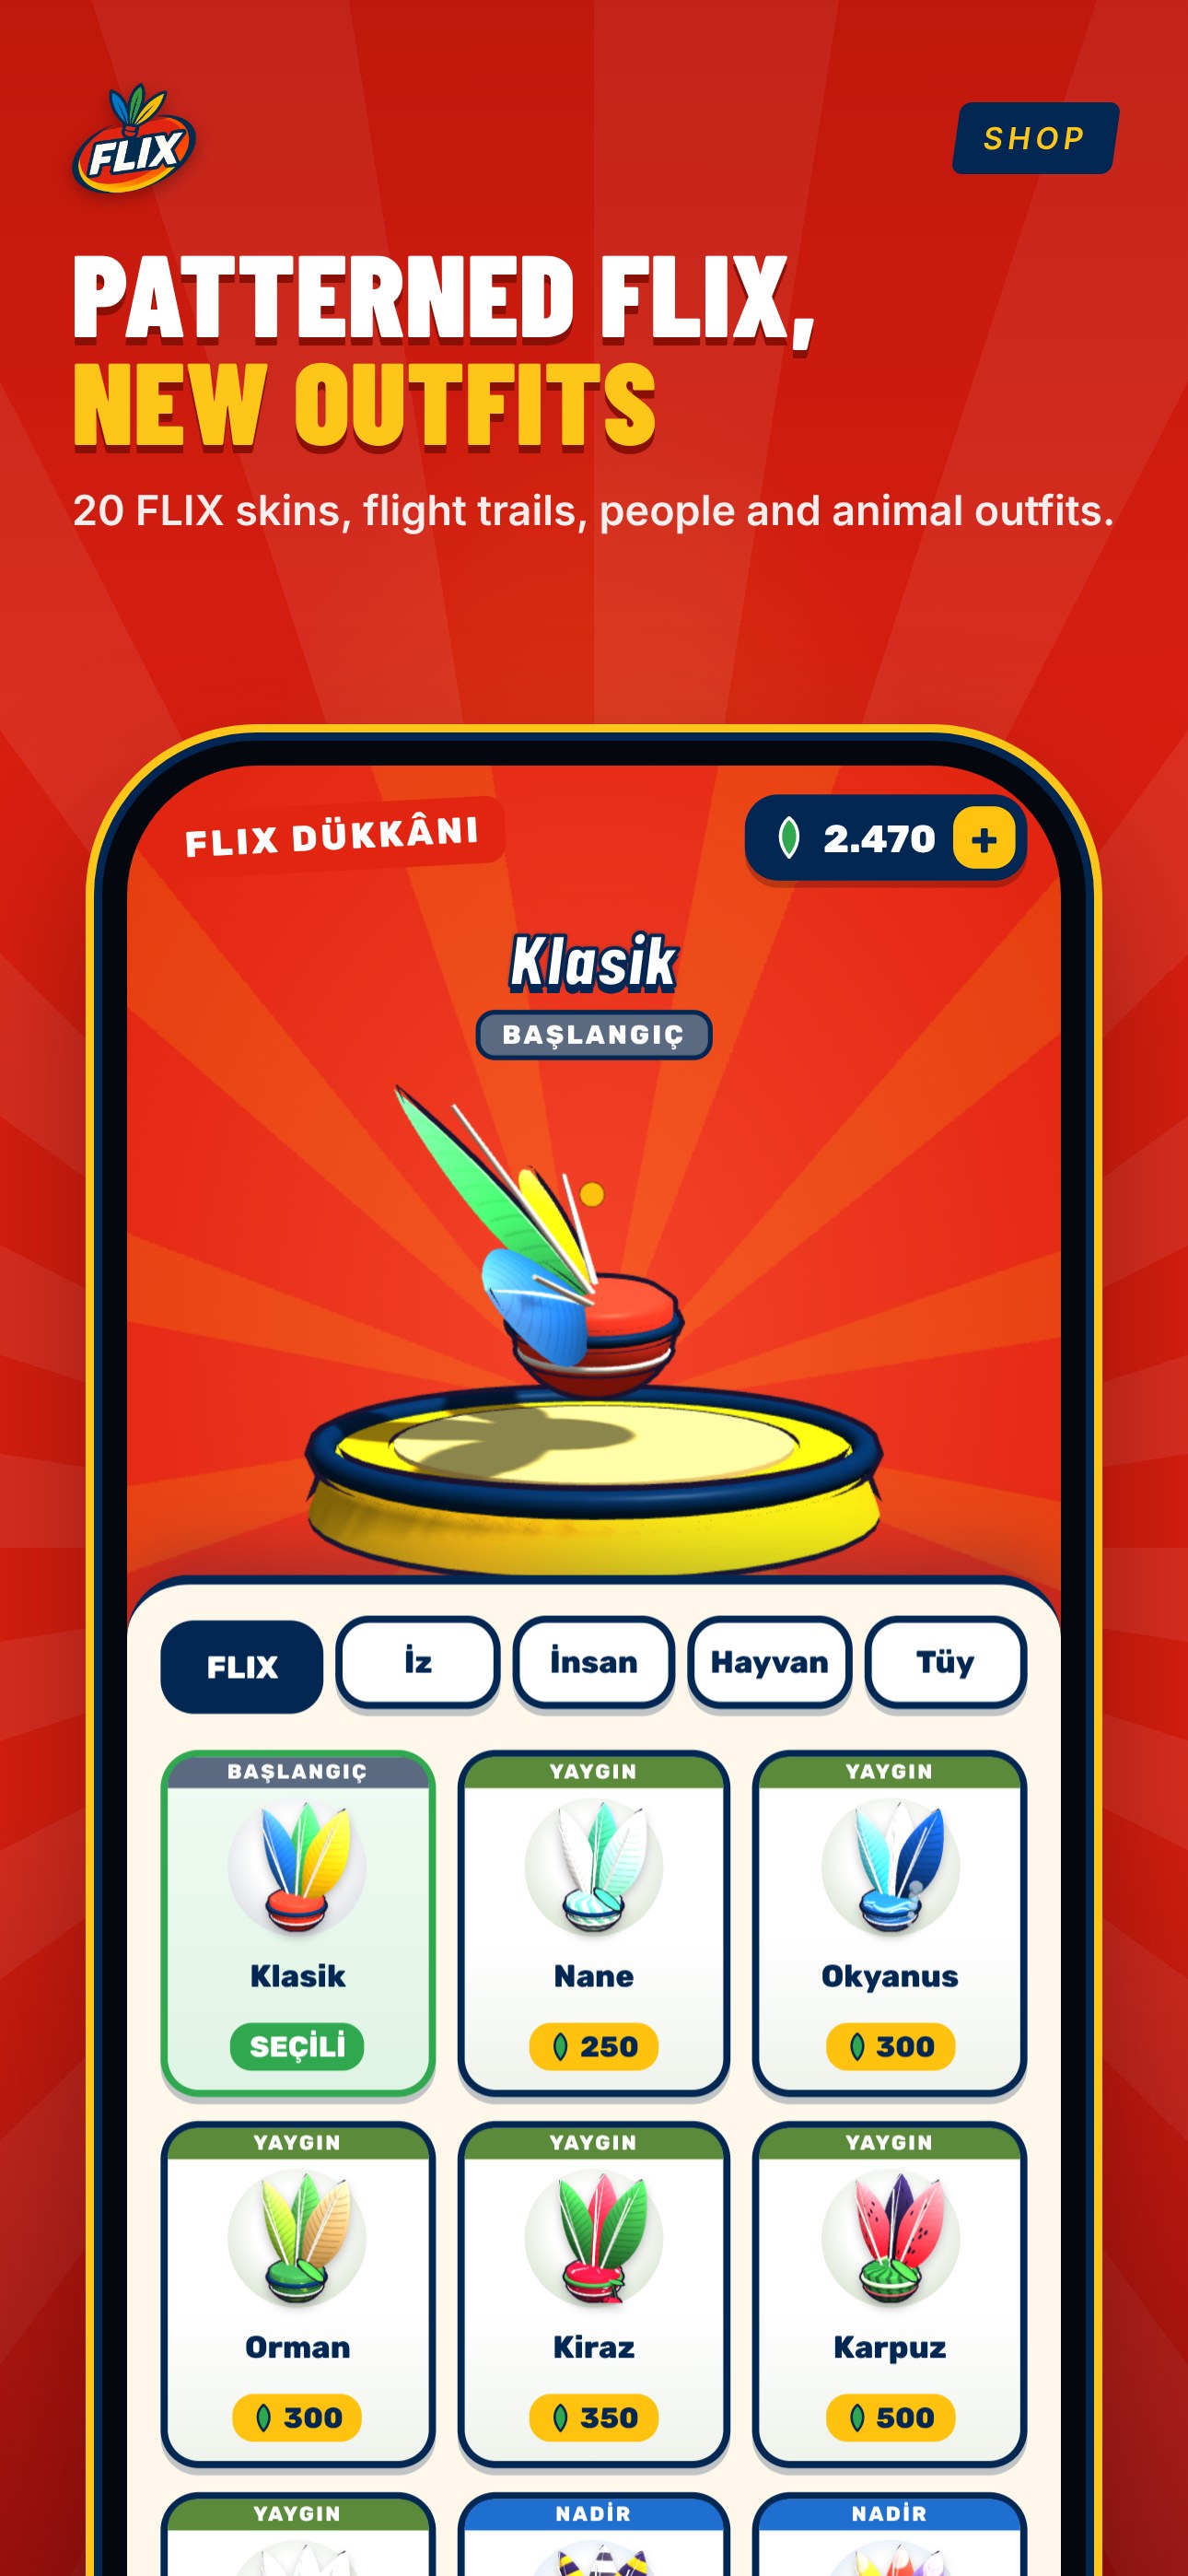 FLIX
SHOP
PATTERNED FLIX,
NEW OUTFITS
20 FLIX skins, flight trails, people and animal outfits.
FLIX DÜKKÂNI
2.470 +
Klasik
BAŞLANGIÇ
FLIX İz İnsan Hayvan Tüy
BAŞLANGIÇ YAYGIN YAYGIN
Klasik Nane Okyanus
SEÇİLİ 250 300
YAYGIN YAYGIN YAYGIN
Orman Kiraz Karpuz
300 350 500
YAYGIN NADİR NADİR